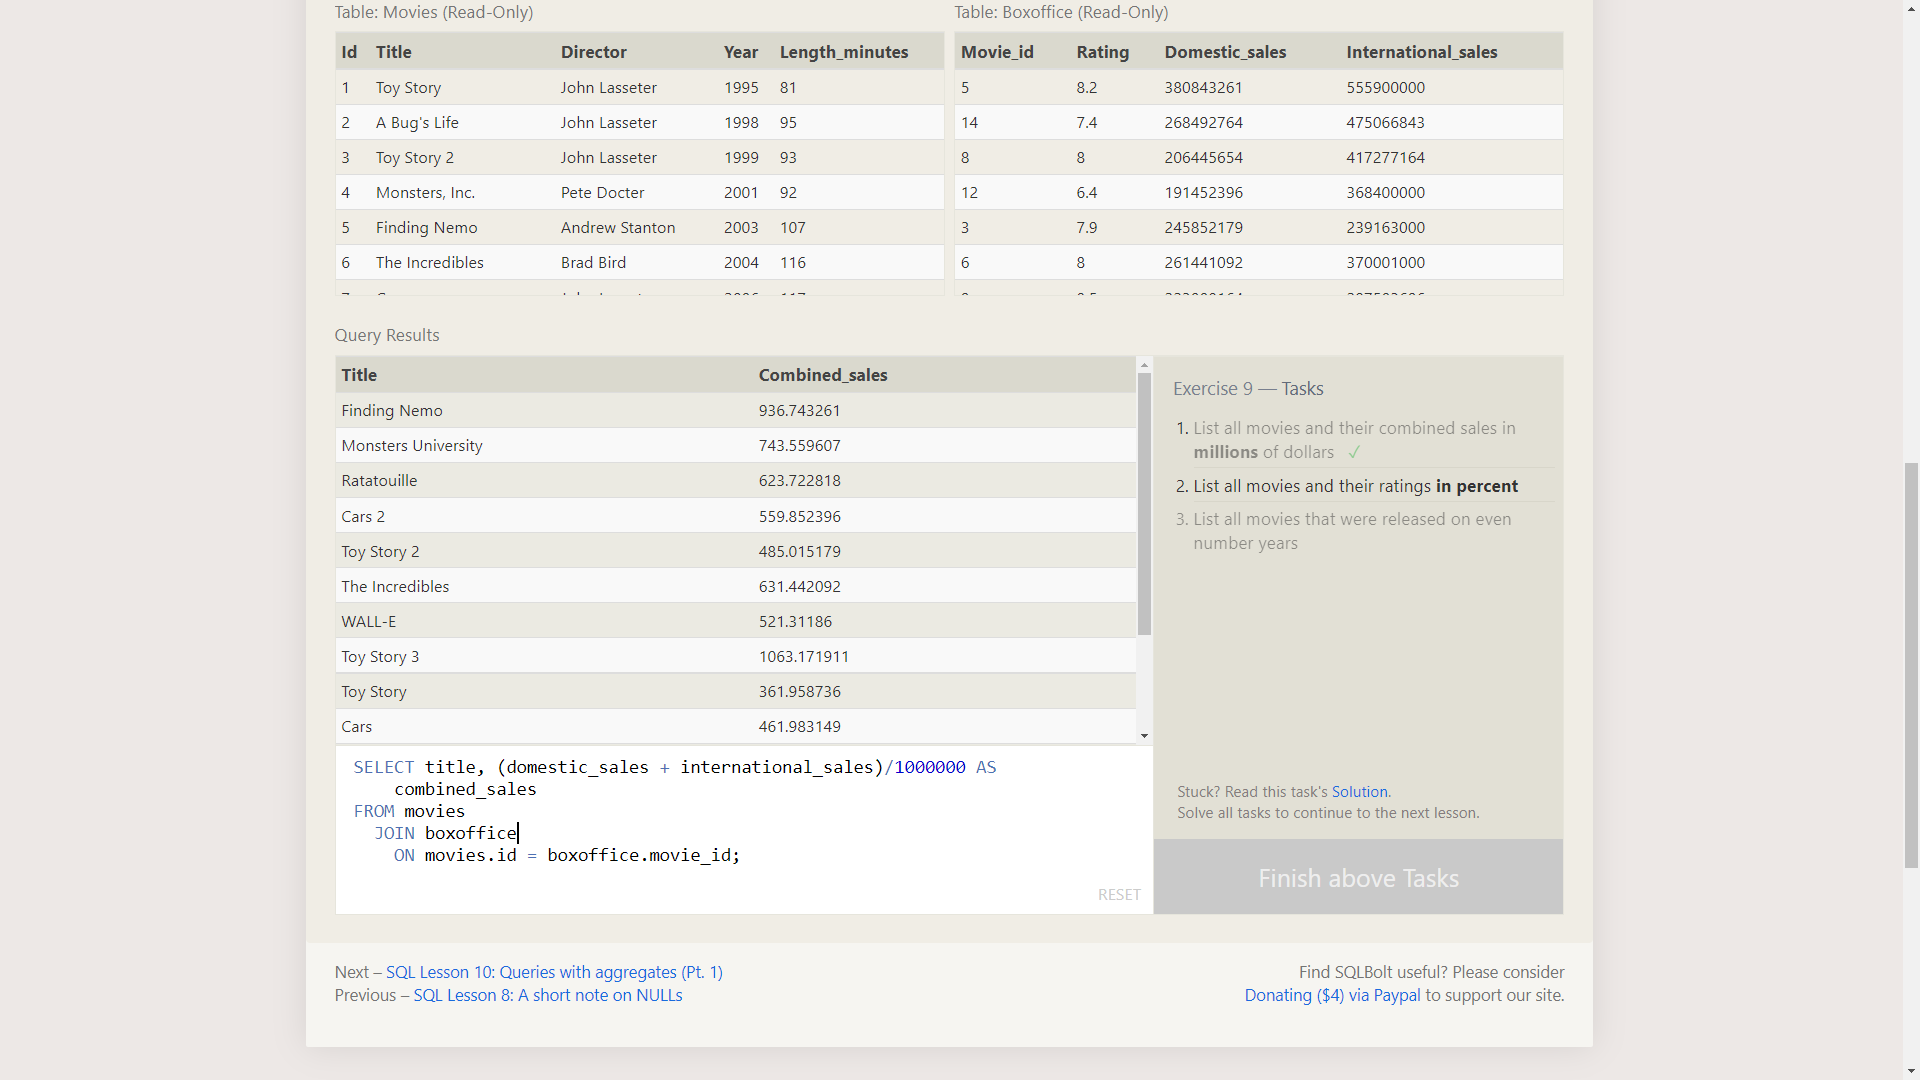 Table: Movies (Read-Only)
Table: Boxoffice (Read-Only)
Id Title Director Year Length_minutes
1 Toy Story John Lasseter 1995 81
2 A Bug's Life John Lasseter 1998 95
3 Toy Story 2 John Lasseter 1999 93
4 Monsters, Inc. Pete Docter 2001 92
5 Finding Nemo Andrew Stanton 2003 107
6 The Incredibles Brad Bird 2004 116
Movie_id Rating Domestic_sales International_sales
5 8.2 380843261 555900000
14 7.4 268492764 475066843
8 8 206445654 417277164
12 6.4 191452396 368400000
3 7.9 245852179 239163000
6 8 261441092 370001000
Query Results
Title Combined_sales
Finding Nemo 936.743261
Monsters University 743.559607
Ratatouille 623.722818
Cars 2 559.852396
Toy Story 2 485.015179
The Incredibles 631.442092
WALL-E 521.31186
Toy Story 3 1063.171911
Toy Story 361.958736
Cars 461.983149
SELECT title, (domestic_sales + international_sales)/1000000 AS
combined_sales
FROM movies
JOIN boxoffice
ON movies.id = boxoffice.movie_id;
RESET
Exercise 9 — Tasks
1. List all movies and their combined sales in
millions of dollars ✓
2. List all movies and their ratings in percent
3. List all movies that were released on even
number years
Stuck? Read this task's Solution.
Solve all tasks to continue to the next lesson.
Finish above Tasks
Next – SQL Lesson 10: Queries with aggregates (Pt. 1)
Previous – SQL Lesson 8: A short note on NULLs
Find SQLBolt useful? Please consider
Donating ($4) via Paypal to support our site.